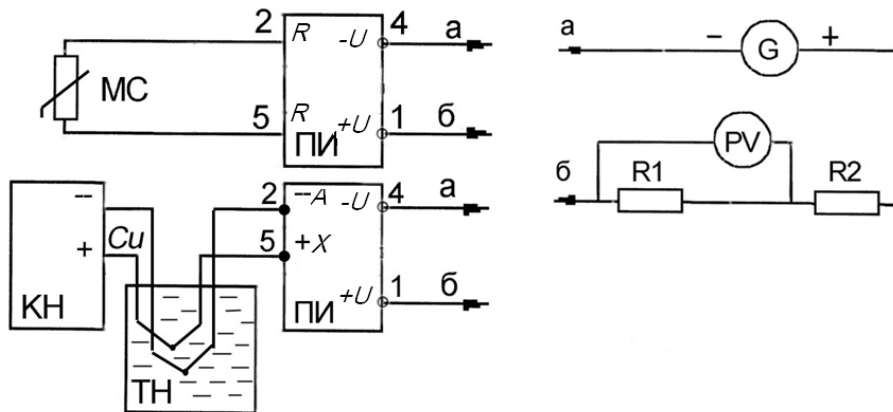 2 R -U 4 а
МС
5 R +U 1 б
ПИ
а − G +
PV
б R1 R2
-- 2 --A -U 4 а
+ Cu 5 +X
КН ПИ +U 1 б
ТН